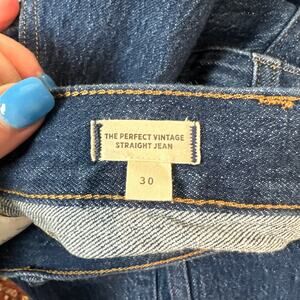 THE PERFECT VINTAGE
STRAIGHT JEAN
30